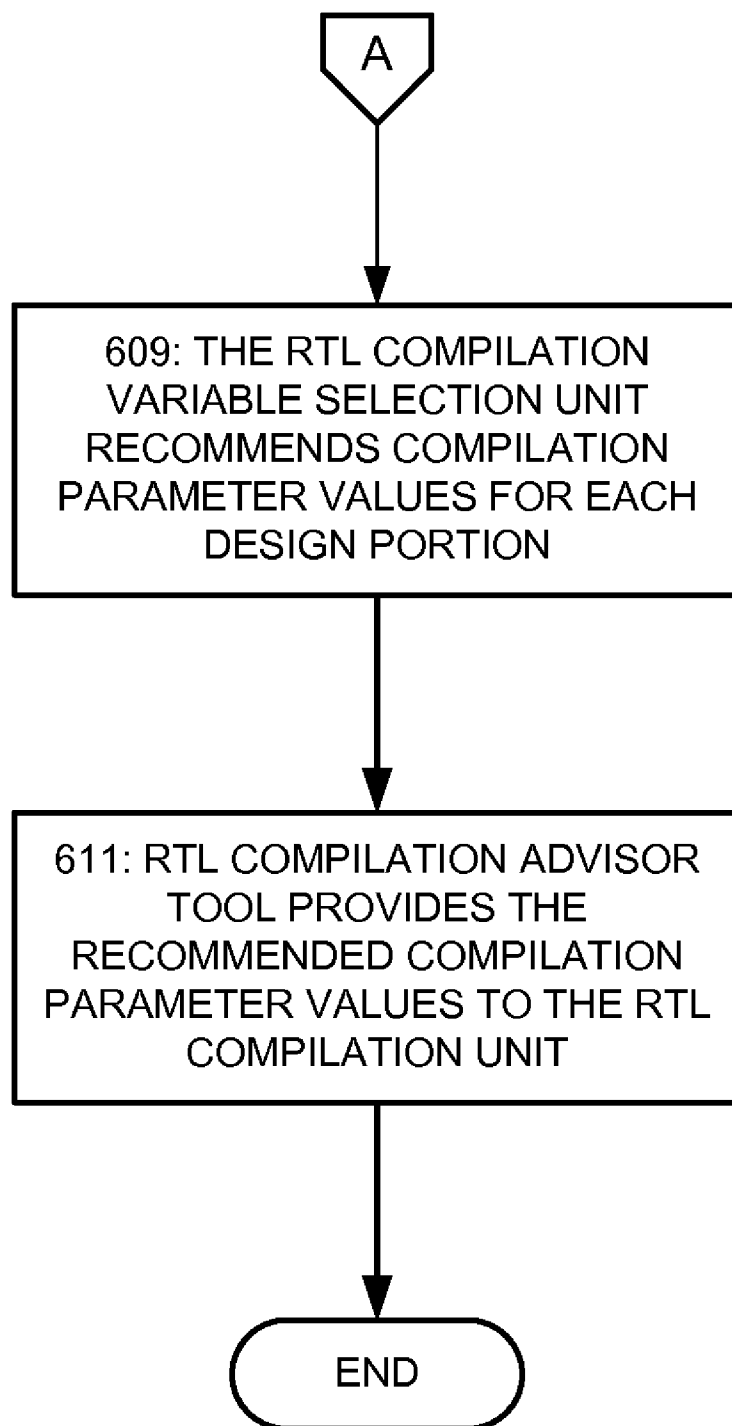 A
609: THE RTL COMPILATION
VARIABLE SELECTION UNIT
RECOMMENDS COMPILATION
PARAMETER VALUES FOR EACH
DESIGN PORTION
611: RTL COMPILATION ADVISOR
TOOL PROVIDES THE
RECOMMENDED COMPILATION
PARAMETER VALUES TO THE RTL
COMPILATION UNIT
END